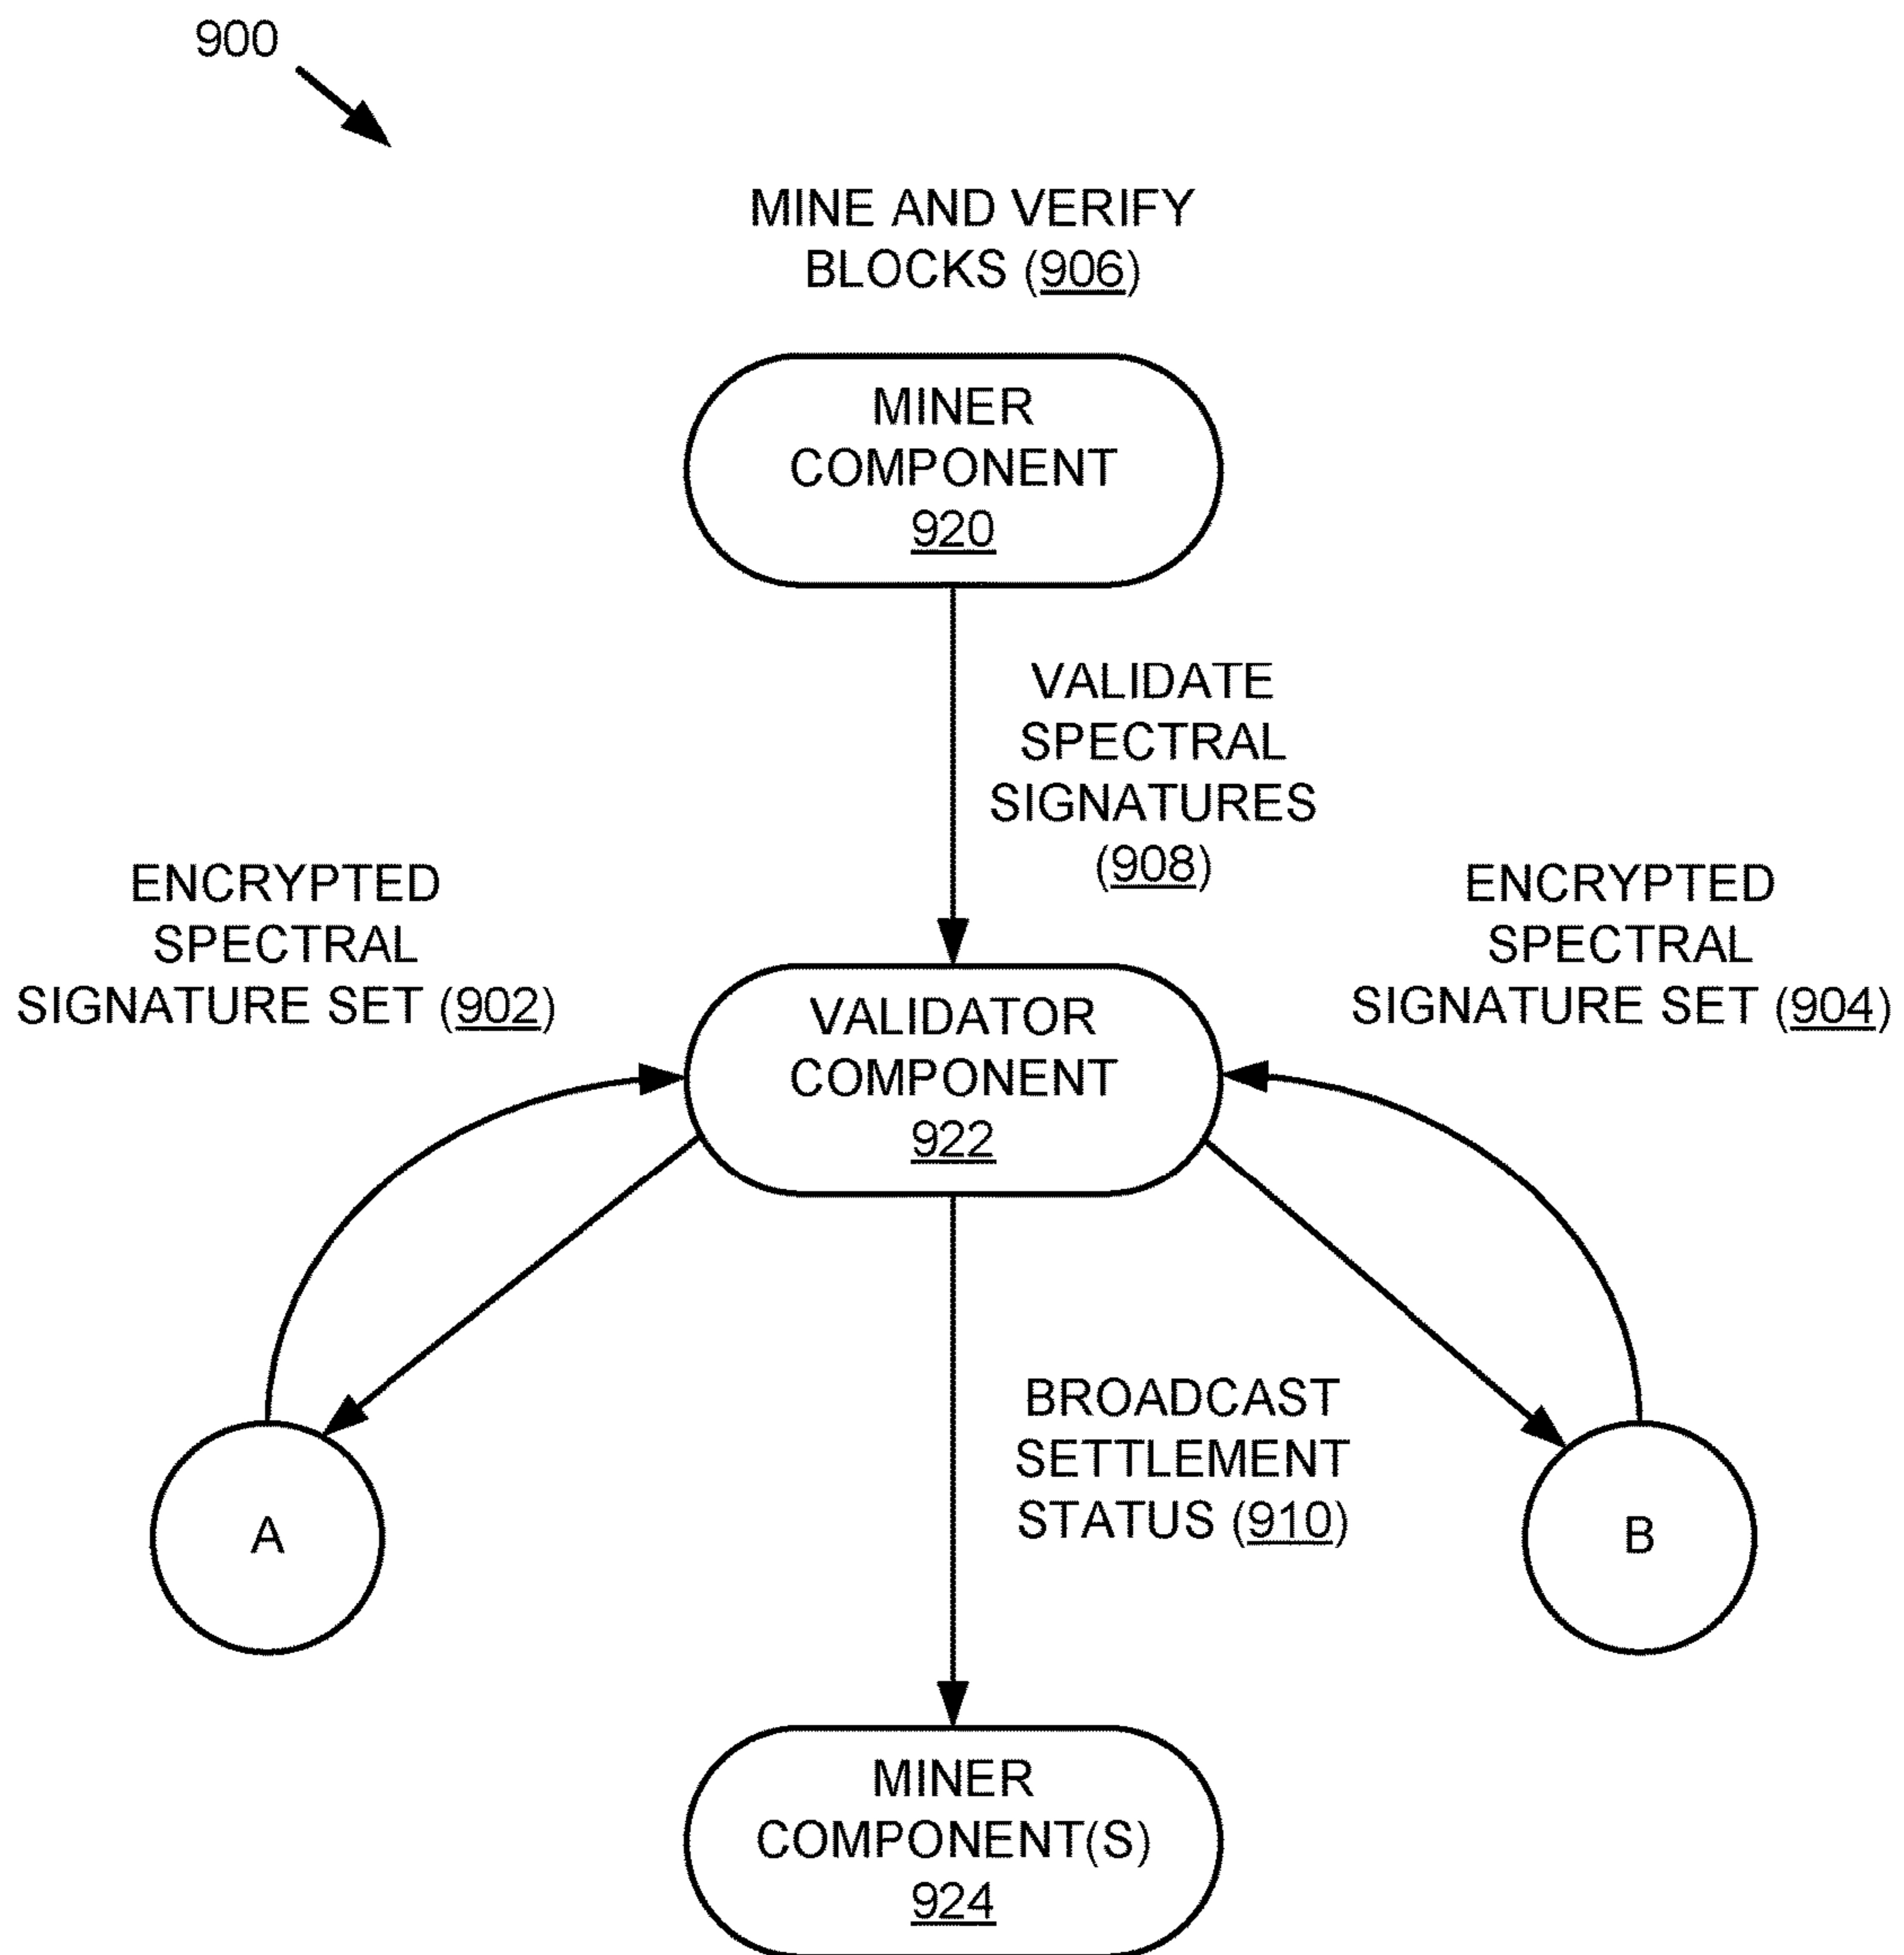 900
MINE AND VERIFY
BLOCKS (906)
MINER
COMPONENT
920
VALIDATE
SPECTRAL
SIGNATURES
(908)
ENCRYPTED
SPECTRAL
SIGNATURE SET (902)
ENCRYPTED
SPECTRAL
SIGNATURE SET (904)
VALIDATOR
COMPONENT
922
BROADCAST
SETTLEMENT
STATUS (910)
A
B
MINER
COMPONENT(S)
924